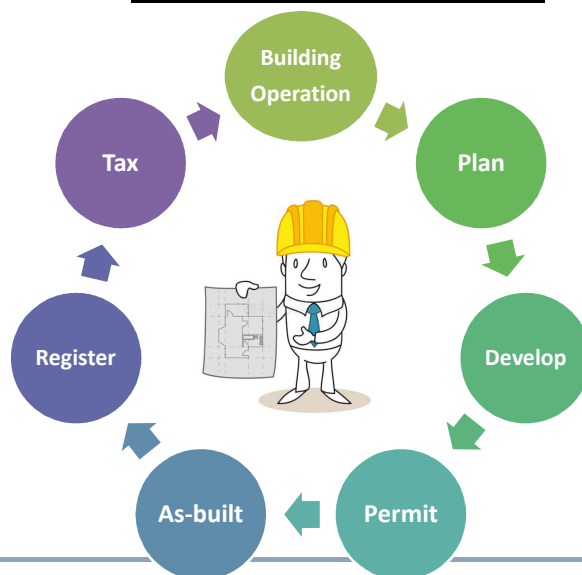 Building
Operation
Plan
Develop
Permit
As-built
Register
Tax